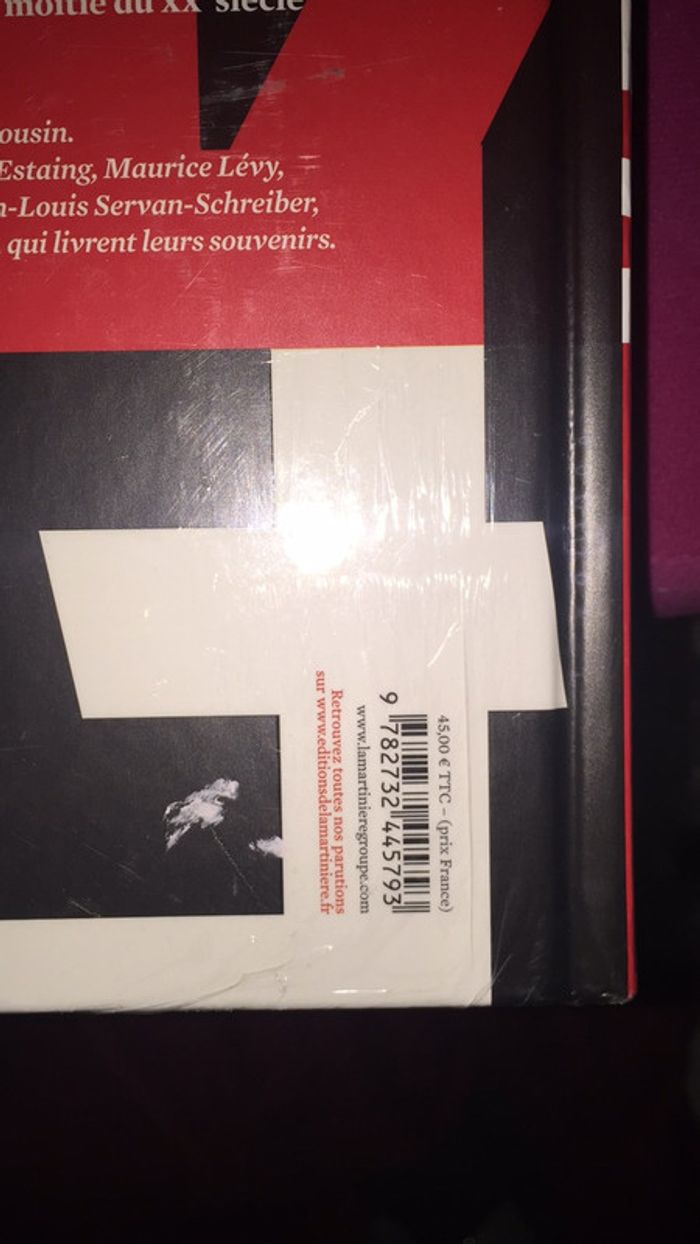 moitié du XXe siècle
ousin.
Estaing, Maurice Lévy,
n-Louis Servan-Schreiber,
qui livrent leurs souvenirs.
45,00 € TTC – (prix France)
9 782732 445793
www.lamartinieregroupe.com
Retrouvez toutes nos parutions
sur www.editionsdelamartiniere.fr